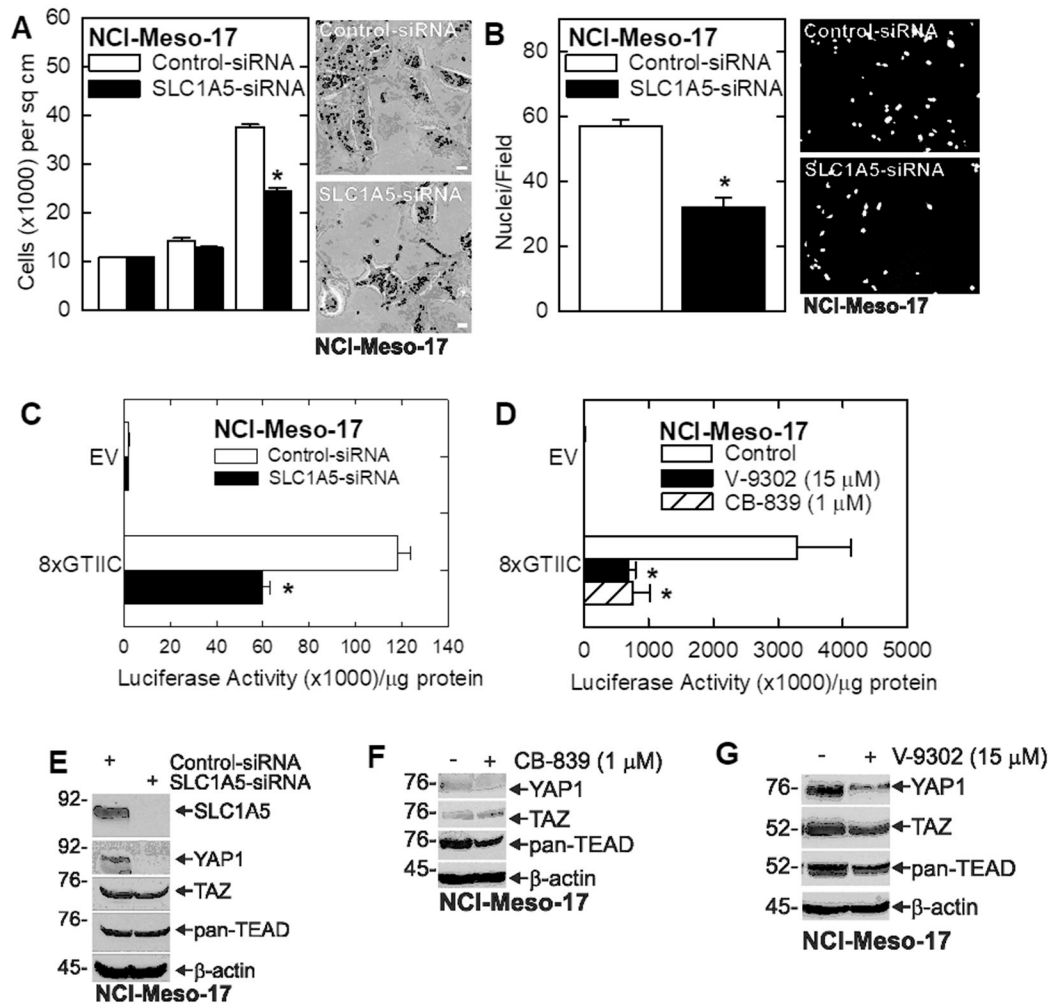 A
60
50
40
30
20
10
0
Cells (x1000) per sq cm
NCI-Meso-17
Control-siRNA
SLC1A5-siRNA
*
Control-siRNA
SLC1A5-siRNA
NCI-Meso-17
B
80
60
40
20
0
Nuclei/Field
NCI-Meso-17
Control-siRNA
SLC1A5-siRNA
*
Control-siRNA
SLC1A5-siRNA
NCI-Meso-17
C
NCI-Meso-17
Control-siRNA
SLC1A5-siRNA
EV
8xGTIIC
*
0 20 40 60 80 100 120 140
Luciferase Activity (x1000)/μg protein
D
NCI-Meso-17
Control
V-9302 (15 μM)
CB-839 (1 μM)
EV
8xGTIIC
*
*
0 1000 2000 3000 4000 5000
Luciferase Activity (x1000)/μg protein
E
+ Control-siRNA
+ SLC1A5-siRNA
92- SLC1A5
92- YAP1
76- TAZ
76- pan-TEAD
45- β-actin
NCI-Meso-17
F
- + CB-839 (1 μM)
76- YAP1
TAZ
76- pan-TEAD
45- β-actin
NCI-Meso-17
G
- + V-9302 (15 μM)
76- YAP1
52- TAZ
52- pan-TEAD
45- β-actin
NCI-Meso-17